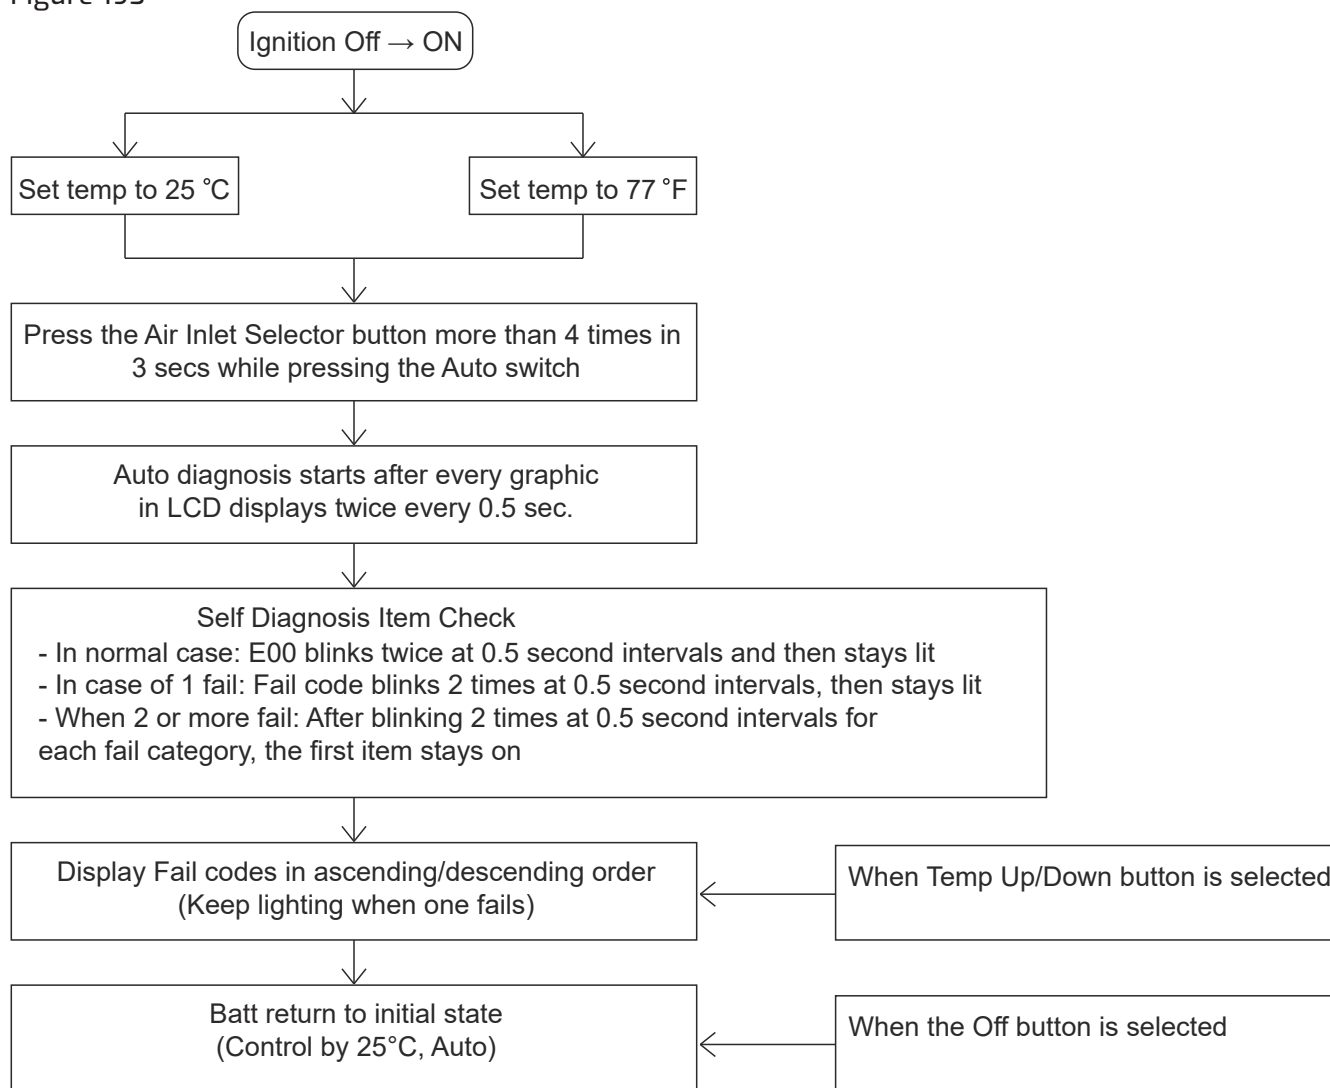 Figure 193
Ignition Off → ON
Set temp to 25 °C
Set temp to 77 °F
Press the Air Inlet Selector button more than 4 times in
3 secs while pressing the Auto switch
Auto diagnosis starts after every graphic
in LCD displays twice every 0.5 sec.
Self Diagnosis Item Check
- In normal case: E00 blinks twice at 0.5 second intervals and then stays lit
- In case of 1 fail: Fail code blinks 2 times at 0.5 second intervals, then stays lit
- When 2 or more fail: After blinking 2 times at 0.5 second intervals for
each fail category, the first item stays on
Display Fail codes in ascending/descending order
(Keep lighting when one fails)
When Temp Up/Down button is selected
Batt return to initial state
(Control by 25°C, Auto)
When the Off button is selected